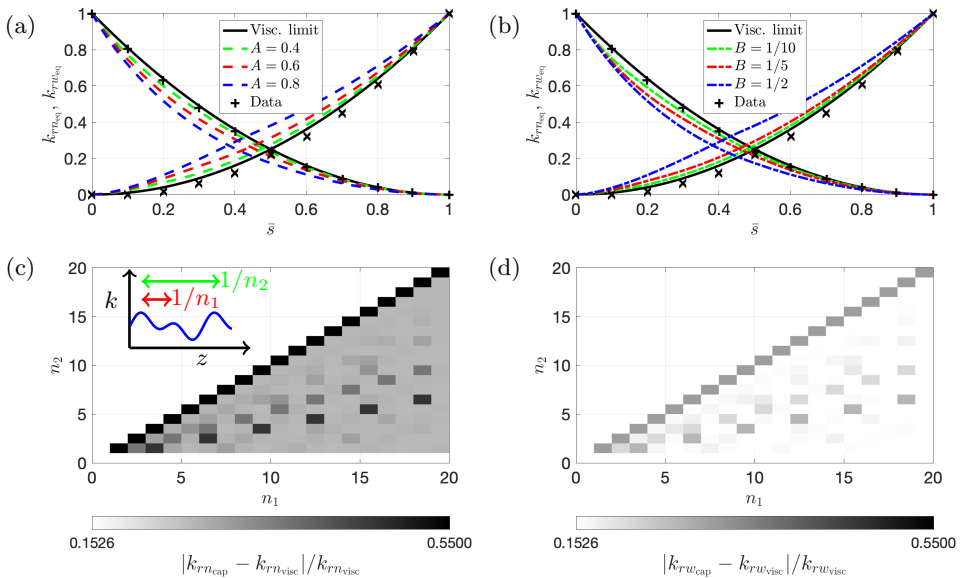 (a)
k_{rn_{eq}}, k_{rw_{eq}}
1
0.8
0.6
0.4
0.2
0
Visc. limit
A = 0.4
A = 0.6
A = 0.8
Data
0 0.2 0.4 0.6 0.8 1
s̄
(b)
k_{rn_{eq}}, k_{rw_{eq}}
1
0.8
0.6
0.4
0.2
0
Visc. limit
B = 1/10
B = 1/5
B = 1/2
Data
0 0.2 0.4 0.6 0.8 1
s̄
(c)
n_2
20
15
10
5
0
1/n_2
1/n_1
k
z
0 5 10 15 20
n_1
0.1526 0.5500
|k_{rn_{cap}} − k_{rn_{visc}}|/k_{rn_{visc}}
(d)
n_2
20
15
10
5
0
0 5 10 15 20
n_1
0.1526 0.5500
|k_{rw_{cap}} − k_{rw_{visc}}|/k_{rw_{visc}}